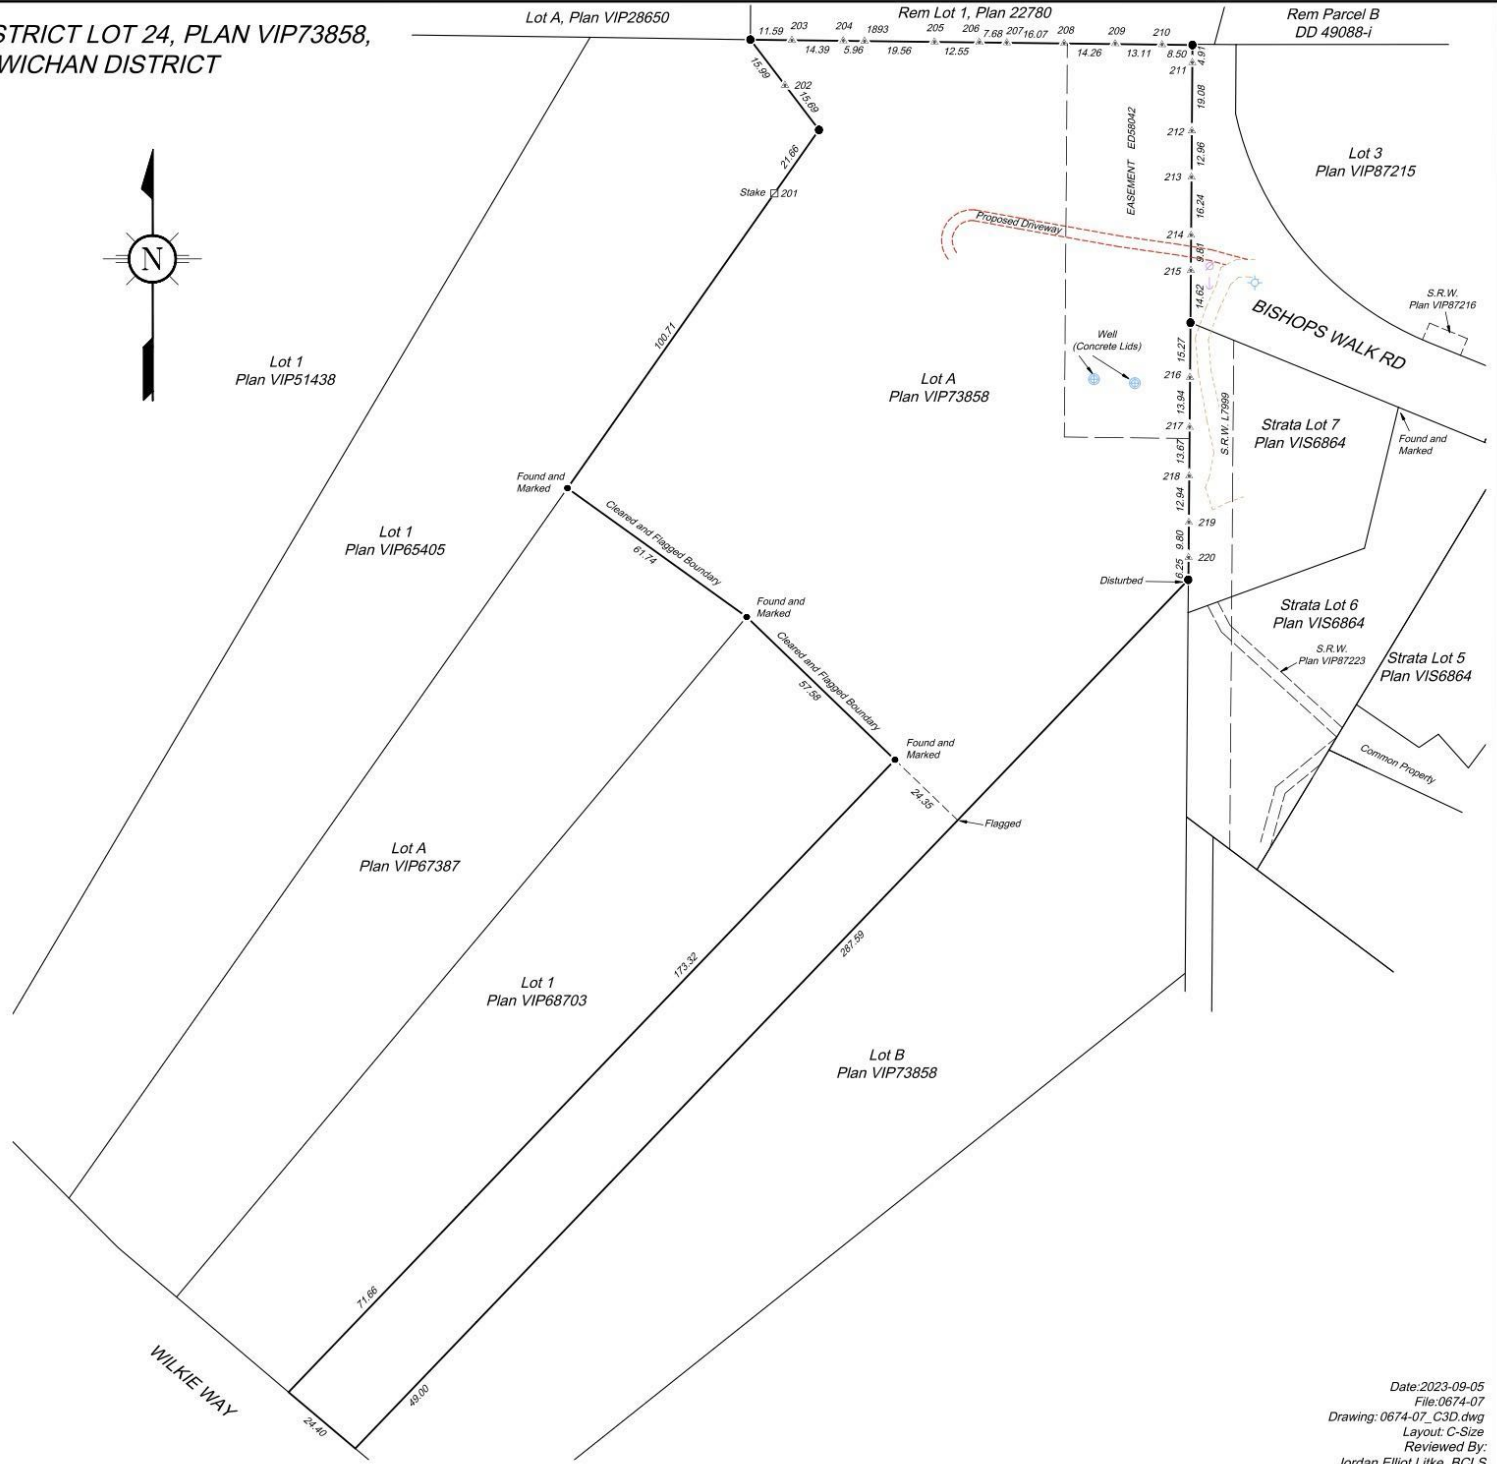 STRICT LOT 24, PLAN VIP73858,
WICHAN DISTRICT
Lot A, Plan VIP28650
Rem Lot 1, Plan 22780
Rem Parcel B
DD 49088-i
11.59
203
14.39
204
5.96
1893
19.56
205
12.55
206
7.68
207
16.07
208
14.26
209
13.11
210
8.50
4.91
211
19.08
212
12.96
213
16.24
214
9.81
215
14.62
15.99
202
15.69
21.66
Stake
201
100.71
N
EASEMENT ED58042
Proposed Driveway
Lot 3
Plan VIP87215
S.R.W.
Plan VIP87216
BISHOPS WALK RD
Well
(Concrete Lids)
Lot 1
Plan VIP51438
Lot A
Plan VIP73858
15.27
216
13.94
217
13.67
218
12.94
219
9.80
220
6.25
S.R.W. L7999
Strata Lot 7
Plan VIS6864
Found and
Marked
Found and
Marked
Lot 1
Plan VIP65405
Cleared and Flagged Boundary
61.74
Disturbed
Found and
Marked
Strata Lot 6
Plan VIS6864
S.R.W.
Plan VIP87223
Strata Lot 5
Plan VIS6864
Cleared and Flagged Boundary
57.58
Found and
Marked
Common Property
24.35
Flagged
Lot A
Plan VIP67387
287.59
173.32
Lot 1
Plan VIP68703
Lot B
Plan VIP73858
71.66
WILKIE WAY
49.00
24.40
Date:2023-09-05
File:0674-07
Drawing: 0674-07_C3D.dwg
Layout: C-Size
Reviewed By:
Jordan Elliot Litke, BCLS